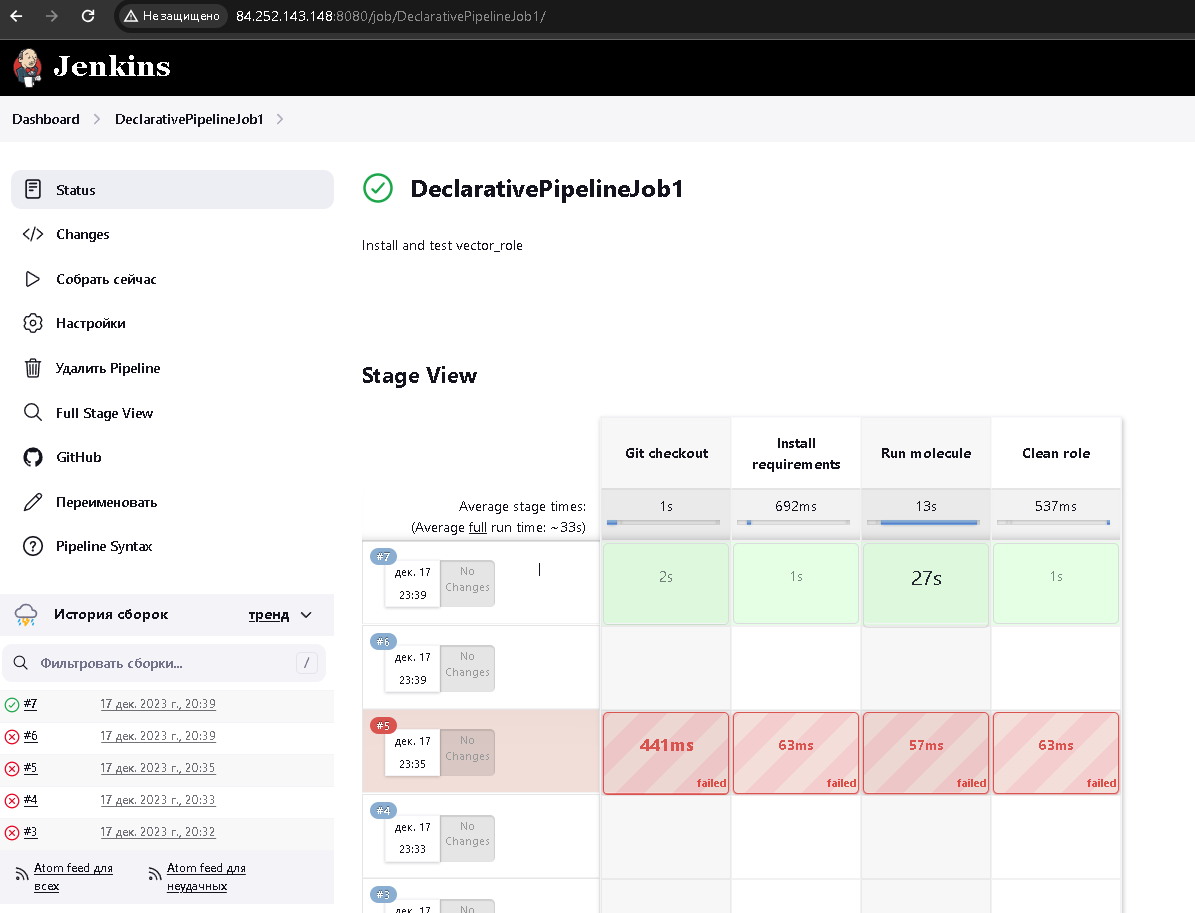 Не защищено
84.252.143.148:8080/job/DeclarativePipelineJob1/
Jenkins
Dashboard
DeclarativePipelineJob1
Status
Changes
Собрать сейчас
Настройки
Удалить Pipeline
Full Stage View
GitHub
Переименовать
Pipeline Syntax
История сборок
тренд
Фильтровать сборки...
/
#7
17 дек. 2023 г., 20:39
#6
17 дек. 2023 г., 20:39
#5
17 дек. 2023 г., 20:35
#4
17 дек. 2023 г., 20:33
#3
17 дек. 2023 г., 20:32
Atom feed для
всех
Atom feed для
неудачных
DeclarativePipelineJob1
Install and test vector_role
Stage View
Git checkout
Install
requirements
Run molecule
Clean role
Average stage times:
(Average full run time: ~33s)
1s
692ms
13s
537ms
#7
дек. 17
23:39
No
Changes
2s
1s
27s
1s
#6
дек. 17
23:39
No
Changes
#5
дек. 17
23:35
No
Changes
441ms
failed
63ms
failed
57ms
failed
63ms
failed
#4
дек. 17
23:33
No
Changes
#3
дек. 17
No